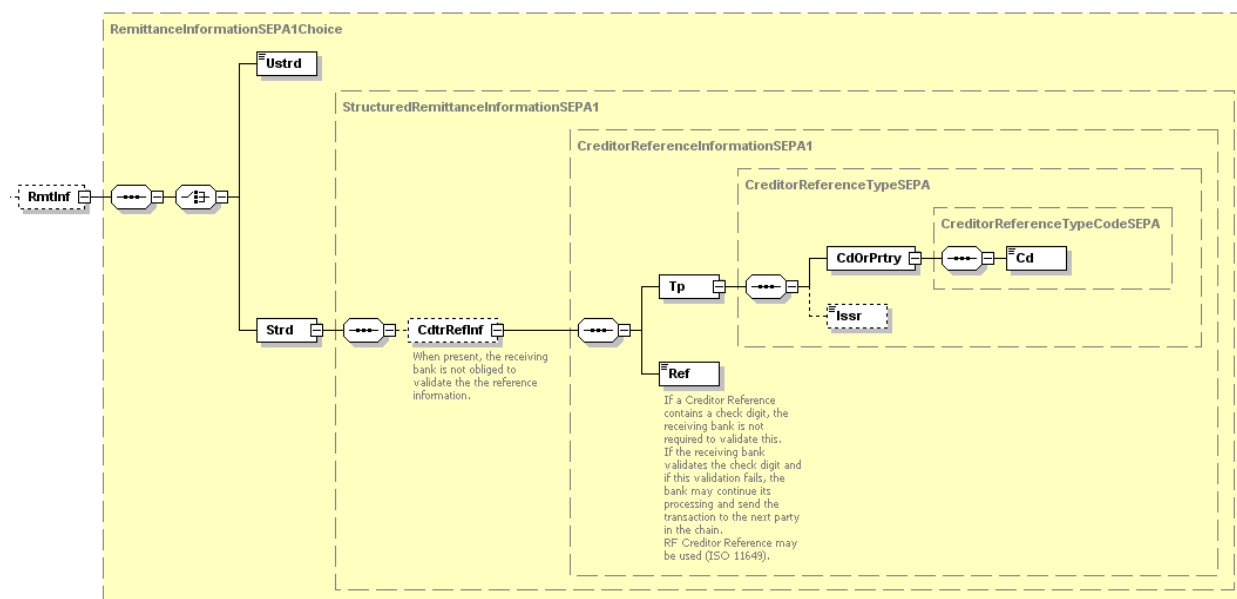 RemittanceInformationSEPA1Choice
Ustrd
StructuredRemittanceInformationSEPA1
CreditorReferenceInformationSEPA1
CreditorReferenceTypeSEPA
RmtInf
CreditorReferenceTypeCodeSEPA
CdOrPrtry
Cd
Tp
Issr
Strd
CdtrRefInf
When present, the receiving
bank is not obliged to
validate the the reference
information.
Ref
If a Creditor Reference
contains a check digit, the
receiving bank is not
required to validate this.
If the receiving bank
validates the check digit and
if this validation fails, the
bank may continue its
processing and send the
transaction to the next party
in the chain.
RF Creditor Reference may
be used (ISO 11649).